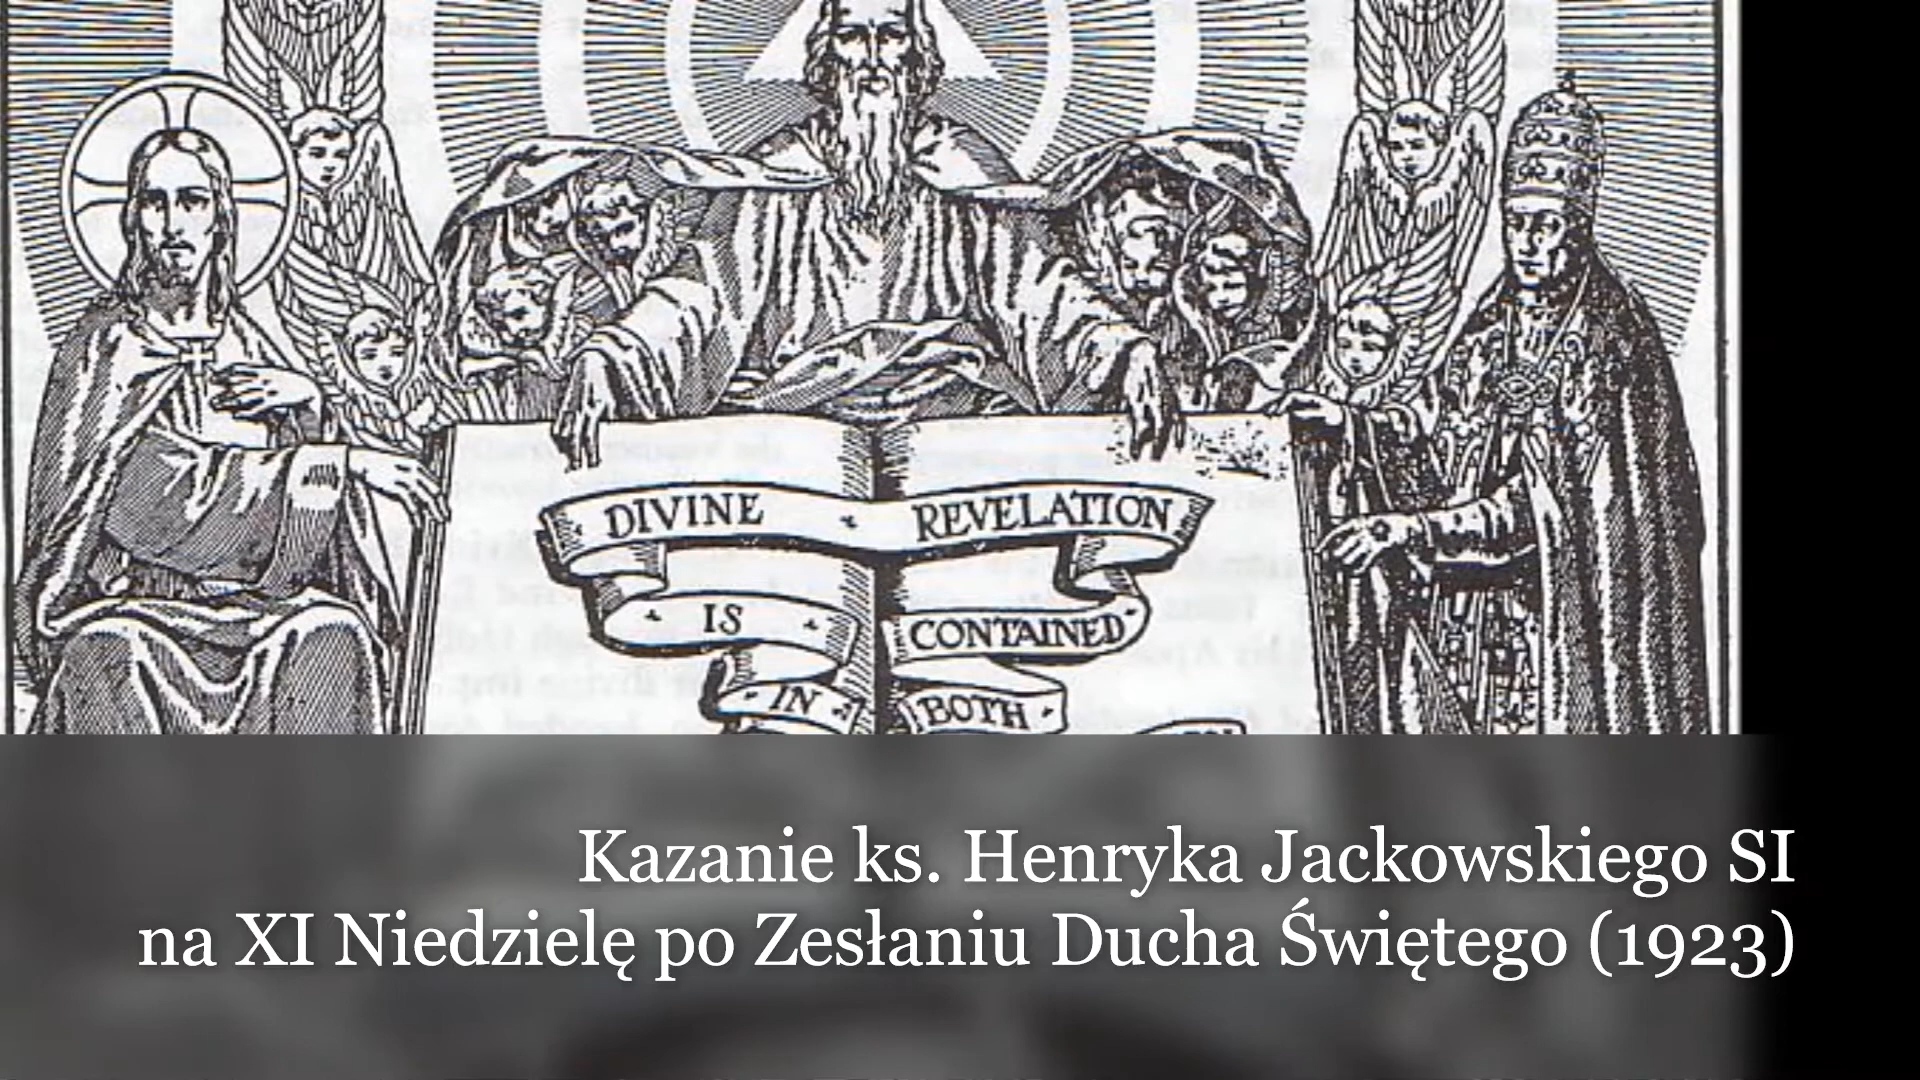 DIVINE REVELATION
IS CONTAINED
IN BOTH
Kazanie ks. Henryka Jackowskiego SI
na XI Niedzielę po Zesłaniu Ducha Świętego (1923)